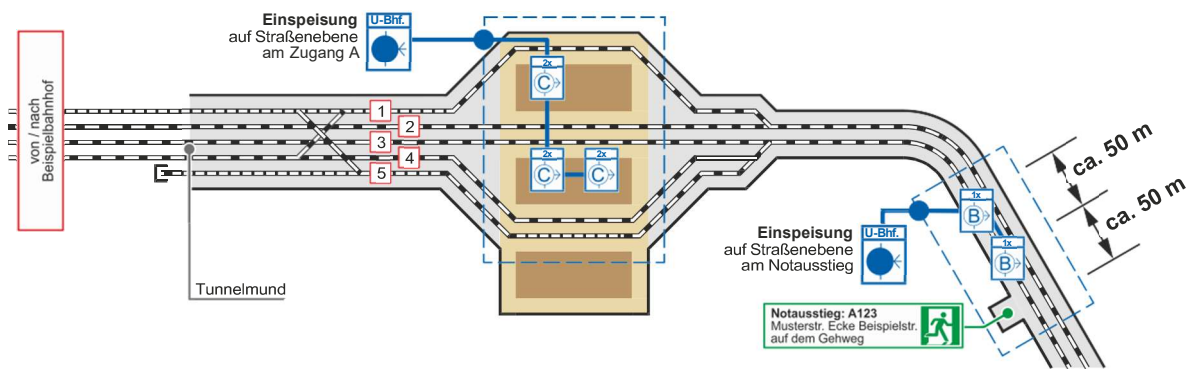 von / nach
Beispielbahnhof
Einspeisung
auf Straßenebene
am Zugang A
U-Bhf.
2x
C
2x
C
2x
C
1
2
3
4
5
Tunnelmund
Einspeisung
auf Straßenebene
am Notausstieg
U-Bhf.
1x
B
1x
B
ca. 50 m
ca. 50 m
Notausstieg: A123
Musterstr. Ecke Beispielstr.
auf dem Gehweg